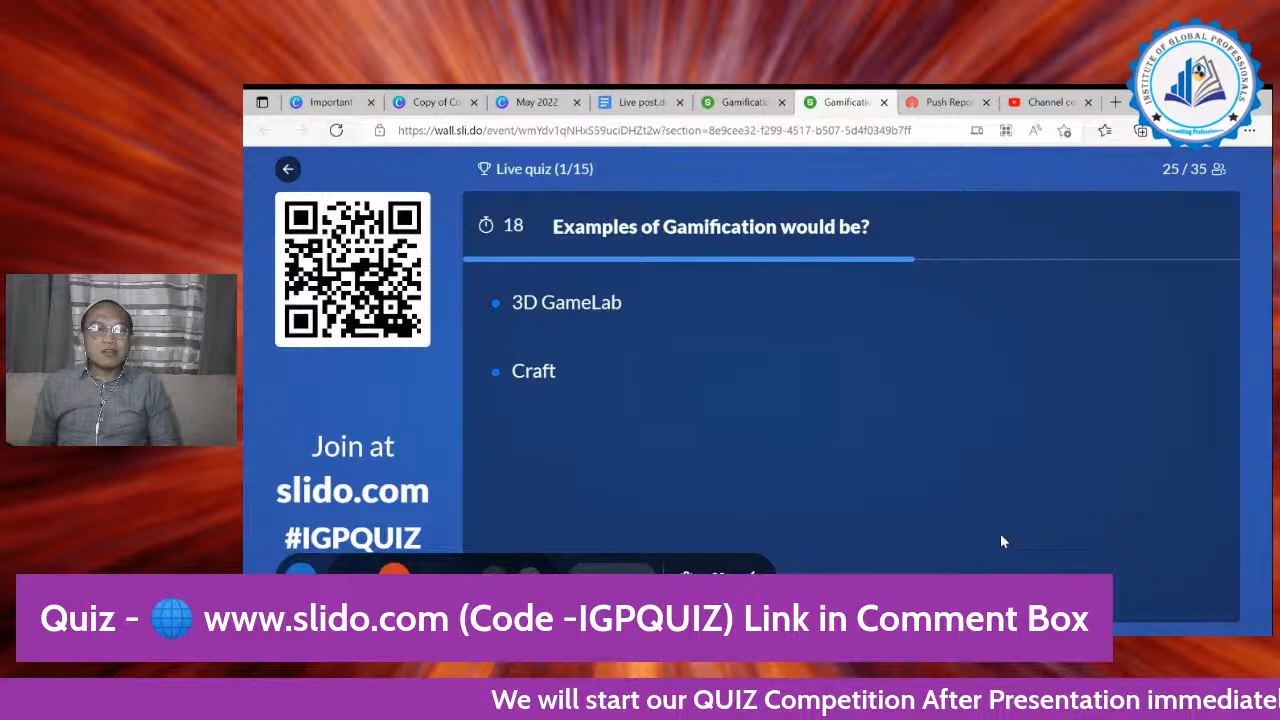 INSTITUTE OF GLOBAL PROFESSIONALS
Important
Copy of Co
May 2022
Live post.d
Gamificatic
Gamificatic
Push Repo
Channel co
https://wall.sli.do/event/wmYdv1qNHxS59uciDHZt2w?section=8e9cee32-f299-4517-b507-5d4f0349b7ff
Live quiz (1/15)
25 / 35
18
Examples of Gamification would be?
3D GameLab
Craft
Join at
slido.com
#IGPQUIZ
Quiz - 🌐 www.slido.com (Code -IGPQUIZ) Link in Comment Box
We will start our QUIZ Competition After Presentation immediatel